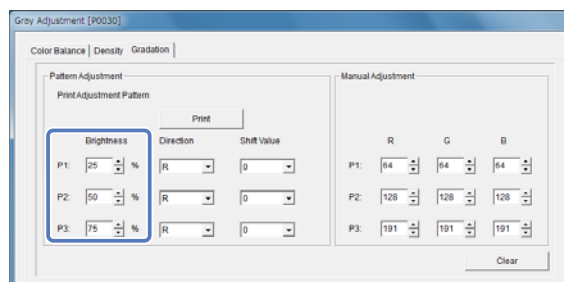 Gray Adjustment [P0030]
Color Balance Density Gradation
Pattern Adjustment Manual Adjustment
Print Adjustment Pattern
Print
Brightness Direction Shift Value R G B
P1: 25 % R 0 P1: 64 64 64
P2: 50 % R 0 P2: 128 128 128
P3: 75 % R 0 P3: 191 191 191
Clear